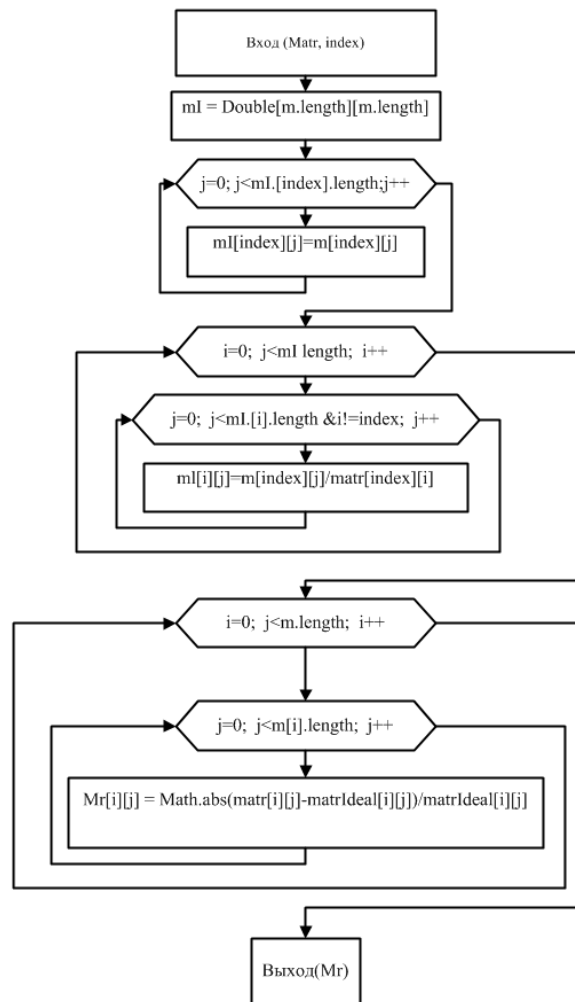 Вход (Matr, index)
mI = Double[m.length][m.length]
j=0; j<mI.[index].length;j++
mI[index][j]=m[index][j]
i=0; j<mI length; i++
j=0; j<mI.[i].length &i!=index; j++
mI[i][j]=m[index][j]/matr[index][i]
i=0; j<m.length; i++
j=0; j<m[i].length; j++
Mr[i][j] = Math.abs(matr[i][j]-matrIdeal[i][j])/matrIdeal[i][j]
Выход(Mr)